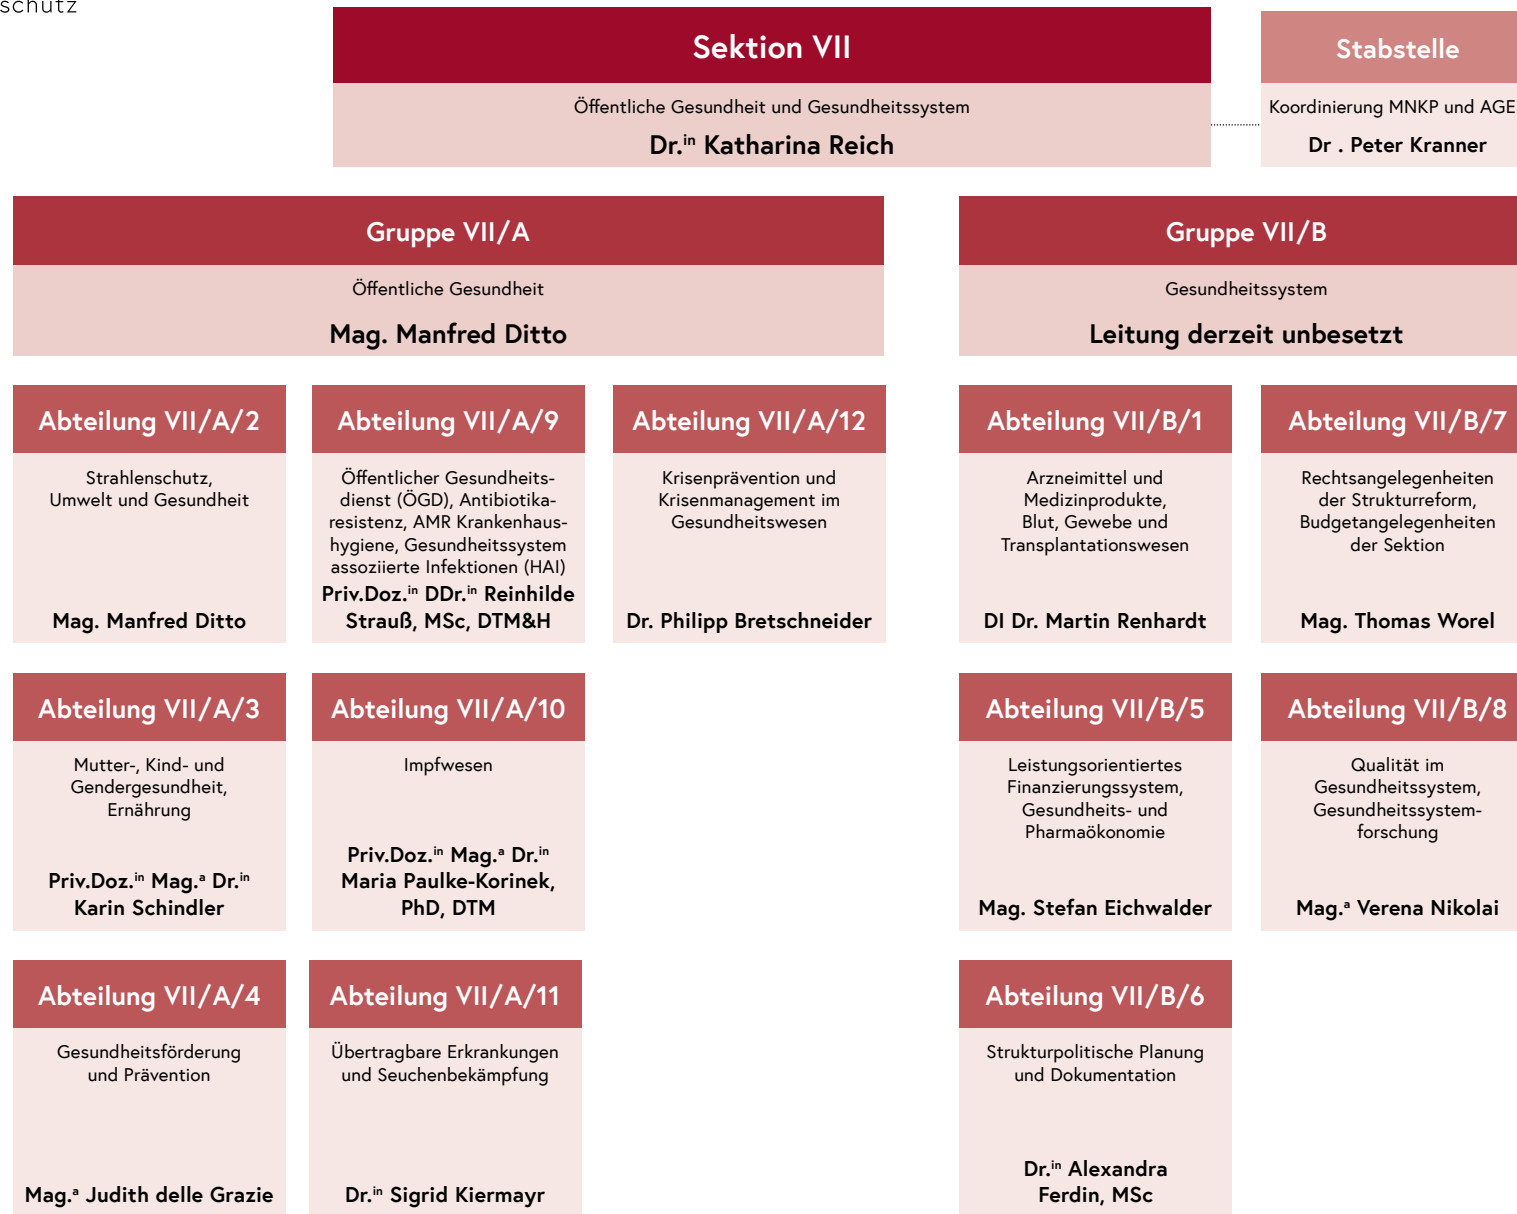 schutz
Sektion VII
Öffentliche Gesundheit und Gesundheitssystem
Dr.in Katharina Reich
Stabstelle
Koordinierung MNKP und AGE
Dr . Peter Kranner
Gruppe VII/A
Öffentliche Gesundheit
Mag. Manfred Ditto
Gruppe VII/B
Gesundheitssystem
Leitung derzeit unbesetzt
Abteilung VII/A/2
Strahlenschutz,
Umwelt und Gesundheit
Mag. Manfred Ditto
Abteilung VII/A/9
Öffentlicher Gesundheits-
dienst (ÖGD), Antibiotika-
resistenz, AMR Krankenhaus-
hygiene, Gesundheitssystem
assoziierte Infektionen (HAI)
Priv.Doz.in DDr.in Reinhilde
Strauß, MSc, DTM&H
Abteilung VII/A/12
Krisenprävention und
Krisenmanagement im
Gesundheitswesen
Dr. Philipp Bretschneider
Abteilung VII/B/1
Arzneimittel und
Medizinprodukte,
Blut, Gewebe und
Transplantationswesen
DI Dr. Martin Renhardt
Abteilung VII/B/7
Rechtsangelegenheiten
der Strukturreform,
Budgetangelegenheiten
der Sektion
Mag. Thomas Worel
Abteilung VII/A/3
Mutter-, Kind- und
Gendergesundheit,
Ernährung
Priv.Doz.in Mag.a Dr.in
Karin Schindler
Abteilung VII/A/10
Impfwesen
Priv.Doz.in Mag.a Dr.in
Maria Paulke-Korinek,
PhD, DTM
Abteilung VII/B/5
Leistungsorientiertes
Finanzierungssystem,
Gesundheits- und
Pharmaökonomie
Mag. Stefan Eichwalder
Abteilung VII/B/8
Qualität im
Gesundheitssystem,
Gesundheitssystem-
forschung
Mag.a Verena Nikolai
Abteilung VII/A/4
Gesundheitsförderung
und Prävention
Mag.a Judith delle Grazie
Abteilung VII/A/11
Übertragbare Erkrankungen
und Seuchenbekämpfung
Dr.in Sigrid Kiermayr
Abteilung VII/B/6
Strukturpolitische Planung
und Dokumentation
Dr.in Alexandra
Ferdin, MSc